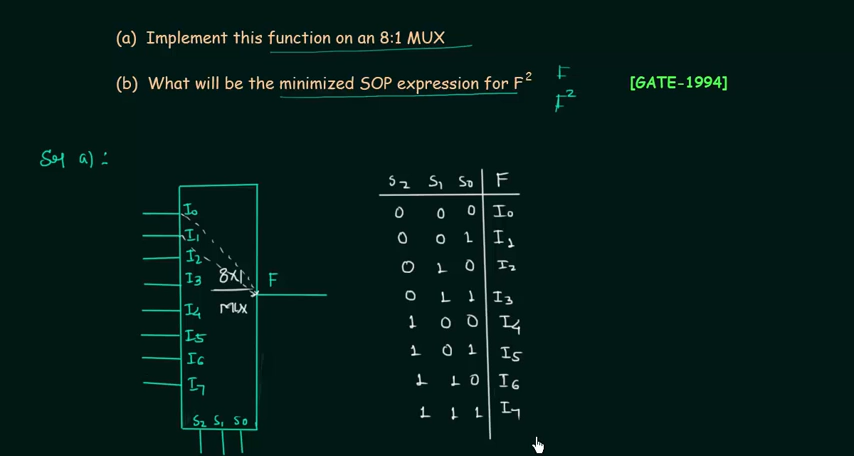 (a) Implement this function on an 8:1 MUX
(b) What will be the minimized SOP expression for F²
F
F²
[GATE-1994]
Sol a) :
I0
I1
I2
I3
I4
I5
I6
I7
8x1
MUX
F
S2 S1 S0
S2 S1 S0 F
0 0 0 I0
0 0 1 I1
0 1 0 I2
0 1 1 I3
1 0 0 I4
1 0 1 I5
1 1 0 I6
1 1 1 I7